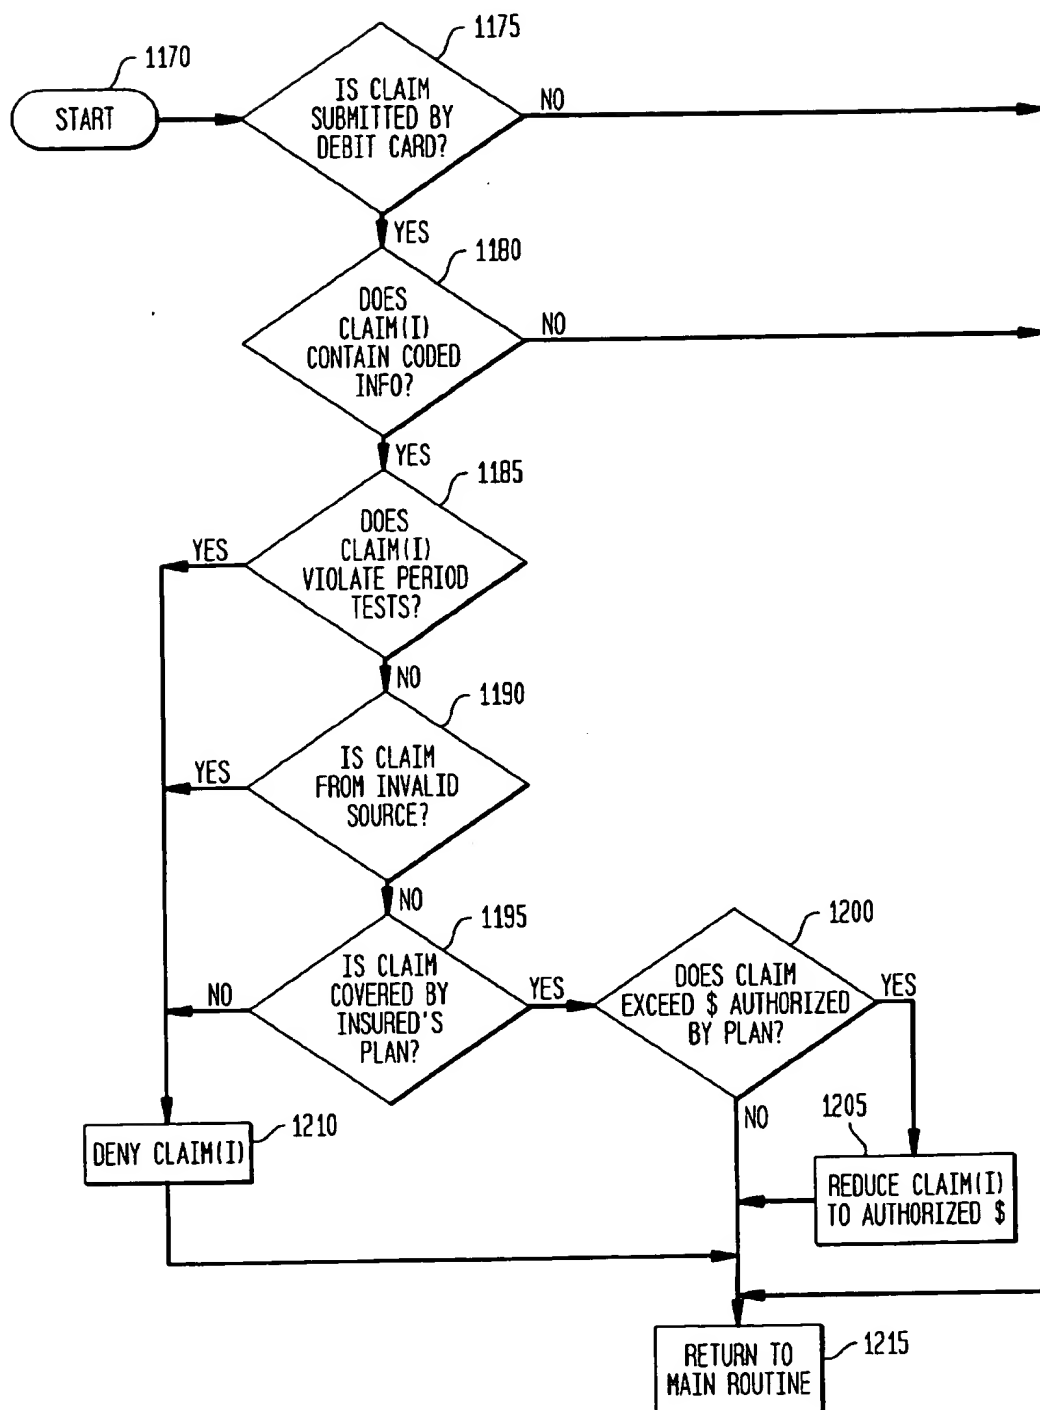 1170
START
1175
IS CLAIM
SUBMITTED BY
DEBIT CARD?
NO
YES
1180
DOES
CLAIM(I)
CONTAIN CODED
INFO?
NO
YES
1185
DOES
CLAIM(I)
VIOLATE PERIOD
TESTS?
YES
NO
1190
IS CLAIM
FROM INVALID
SOURCE?
YES
NO
1195
IS CLAIM
COVERED BY
INSURED'S
PLAN?
NO
YES
1200
DOES CLAIM
EXCEED $ AUTHORIZED
BY PLAN?
YES
NO
1205
REDUCE CLAIM(I)
TO AUTHORIZED $
1210
DENY CLAIM(I)
1215
RETURN TO
MAIN ROUTINE